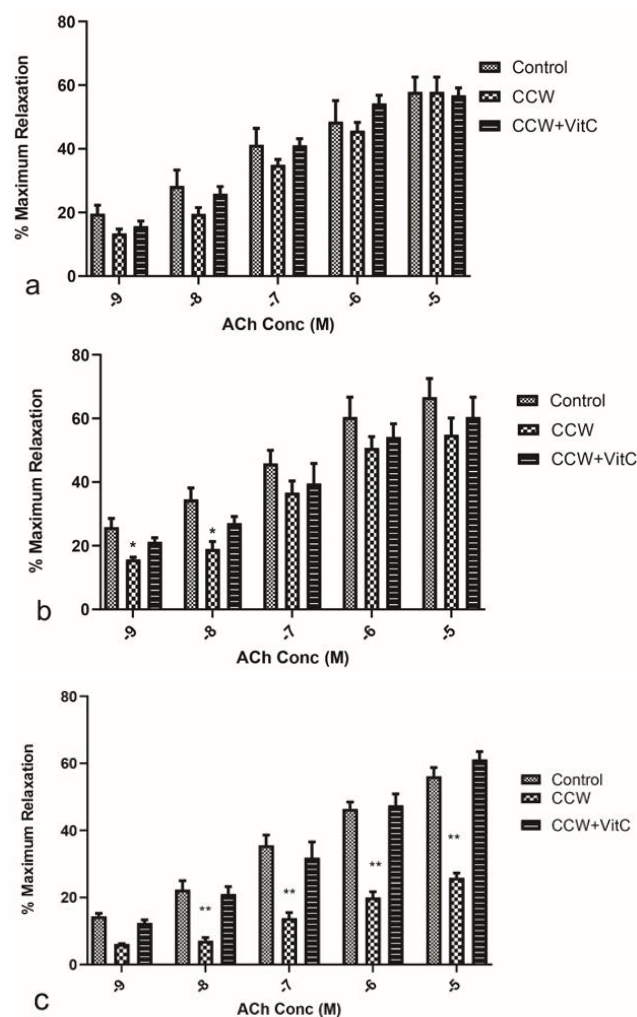 80
60
40
20
0
% Maximum Relaxation
Control
CCW
CCW+VitC
-9
-8
-7
-6
-5
ACh Conc (M)
a
80
60
40
20
0
% Maximum Relaxation
Control
CCW
CCW+VitC
*
*
-9
-8
-7
-6
-5
ACh Conc (M)
b
80
60
40
20
0
% Maximum Relaxation
Control
CCW
CCW+VitC
**
**
**
**
-9
-8
-7
-6
-5
ACh Conc (M)
c